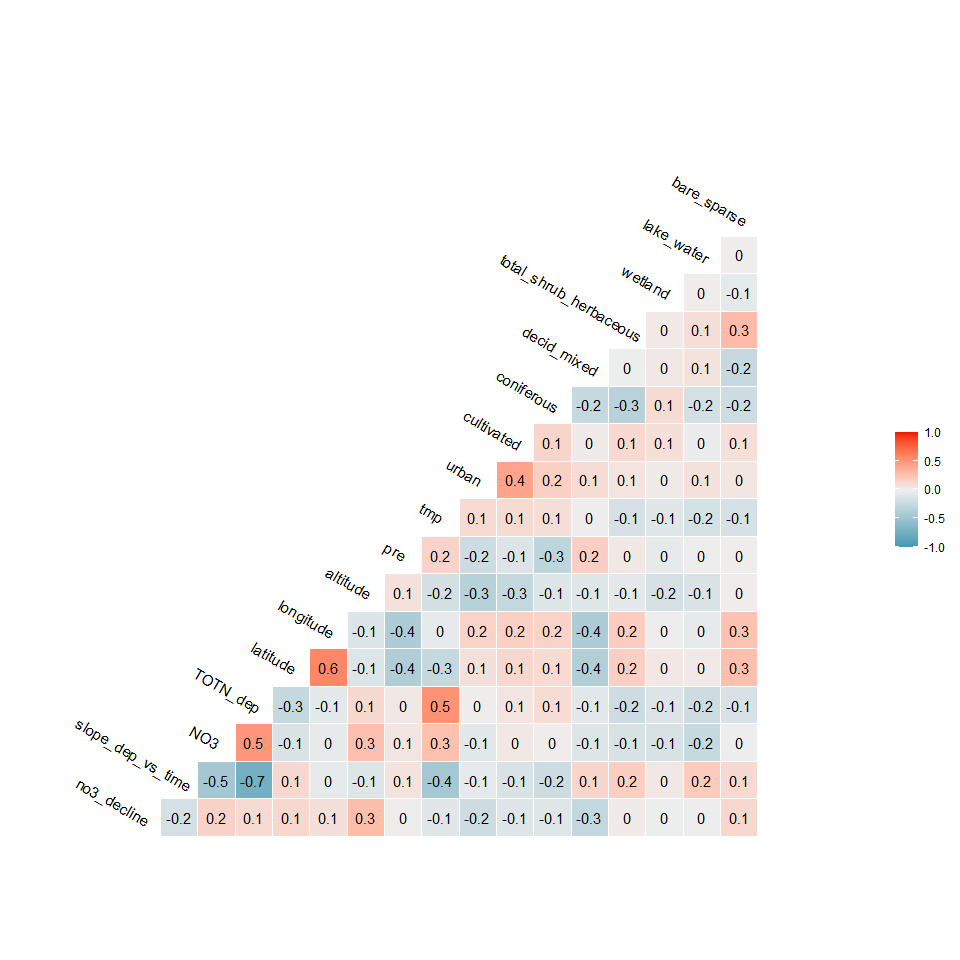 bare_sparse
lake_water 0
wetland 0 -0.1
total_shrub_herbaceous 0 0.1 0.3
decid_mixed 0 0 0.1 -0.2
coniferous -0.2 -0.3 0.1 -0.2 -0.2
cultivated 0.1 0 0.1 0.1 0 0.1
urban 0.4 0.2 0.1 0.1 0 0.1 0
tmp 0.1 0.1 0.1 0 -0.1 -0.1 -0.2 -0.1
pre 0.2 -0.2 -0.1 -0.3 0.2 0 0 0 0
altitude 0.1 -0.2 -0.3 -0.3 -0.1 -0.1 -0.1 -0.2 -0.1 0
longitude -0.1 -0.4 0 0.2 0.2 0.2 -0.4 0.2 0 0 0.3
latitude 0.6 -0.1 -0.4 -0.3 0.1 0.1 0.1 -0.4 0.2 0 0 0.3
TOTN_dep -0.3 -0.1 0.1 0 0.5 0 0.1 0.1 -0.1 -0.2 -0.1 -0.2 -0.1
NO3 0.5 -0.1 0 0.3 0.1 0.3 -0.1 0 0 -0.1 -0.1 -0.1 -0.2 0
slope_dep_vs_time -0.5 -0.7 0.1 0 -0.1 0.1 -0.4 -0.1 -0.1 -0.2 0.1 0.2 0 0.2 0.1
no3_decline -0.2 0.2 0.1 0.1 0.1 0.3 0 -0.1 -0.2 -0.1 -0.1 -0.3 0 0 0 0.1
1.0
0.5
0.0
-0.5
-1.0